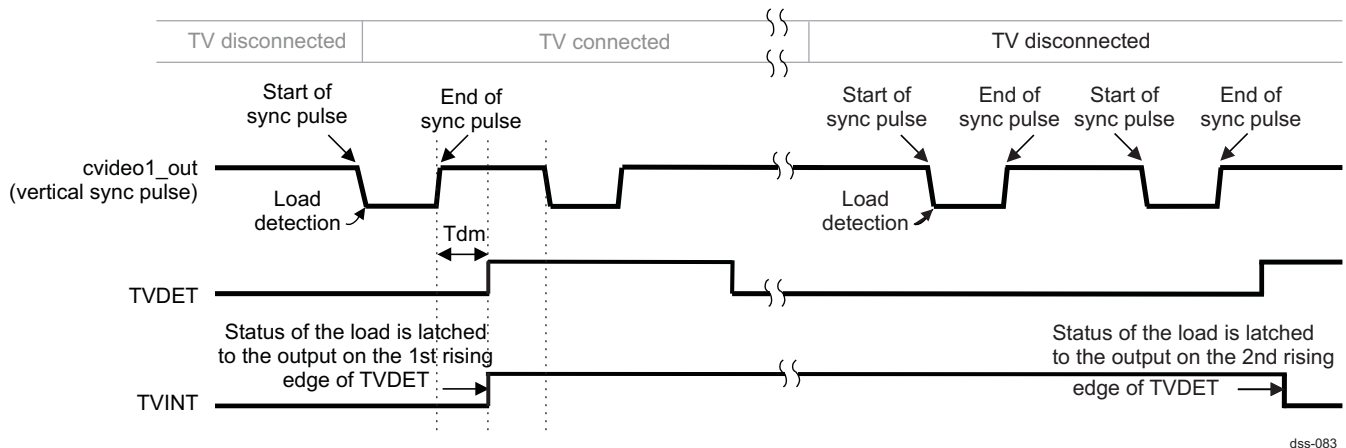 TV disconnected
TV connected
TV disconnected
Start of
sync pulse
End of
sync pulse
Start of
sync pulse
End of
sync pulse
Start of
sync pulse
End of
sync pulse
cvideo1_out
(vertical sync pulse)
Load
detection
Load
detection
Tdm
TVDET
Status of the load is latched
to the output on the 1st rising
edge of TVDET
Status of the load is latched
to the output on the 2nd rising
edge of TVDET
TVINT
dss-083